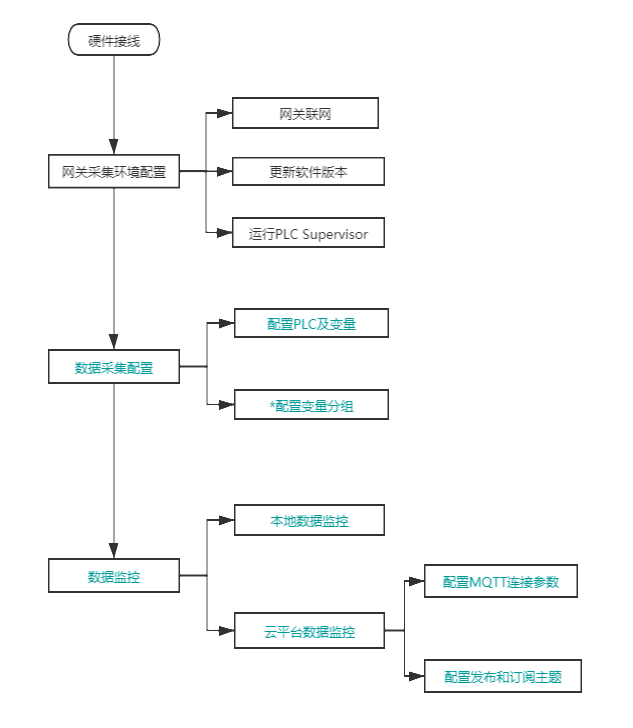 硬件接线
网关联网
网关采集环境配置
更新软件版本
运行PLC Supervisor
配置PLC及变量
数据采集配置
*配置变量分组
本地数据监控
数据监控
配置MQTT连接参数
云平台数据监控
配置发布和订阅主题